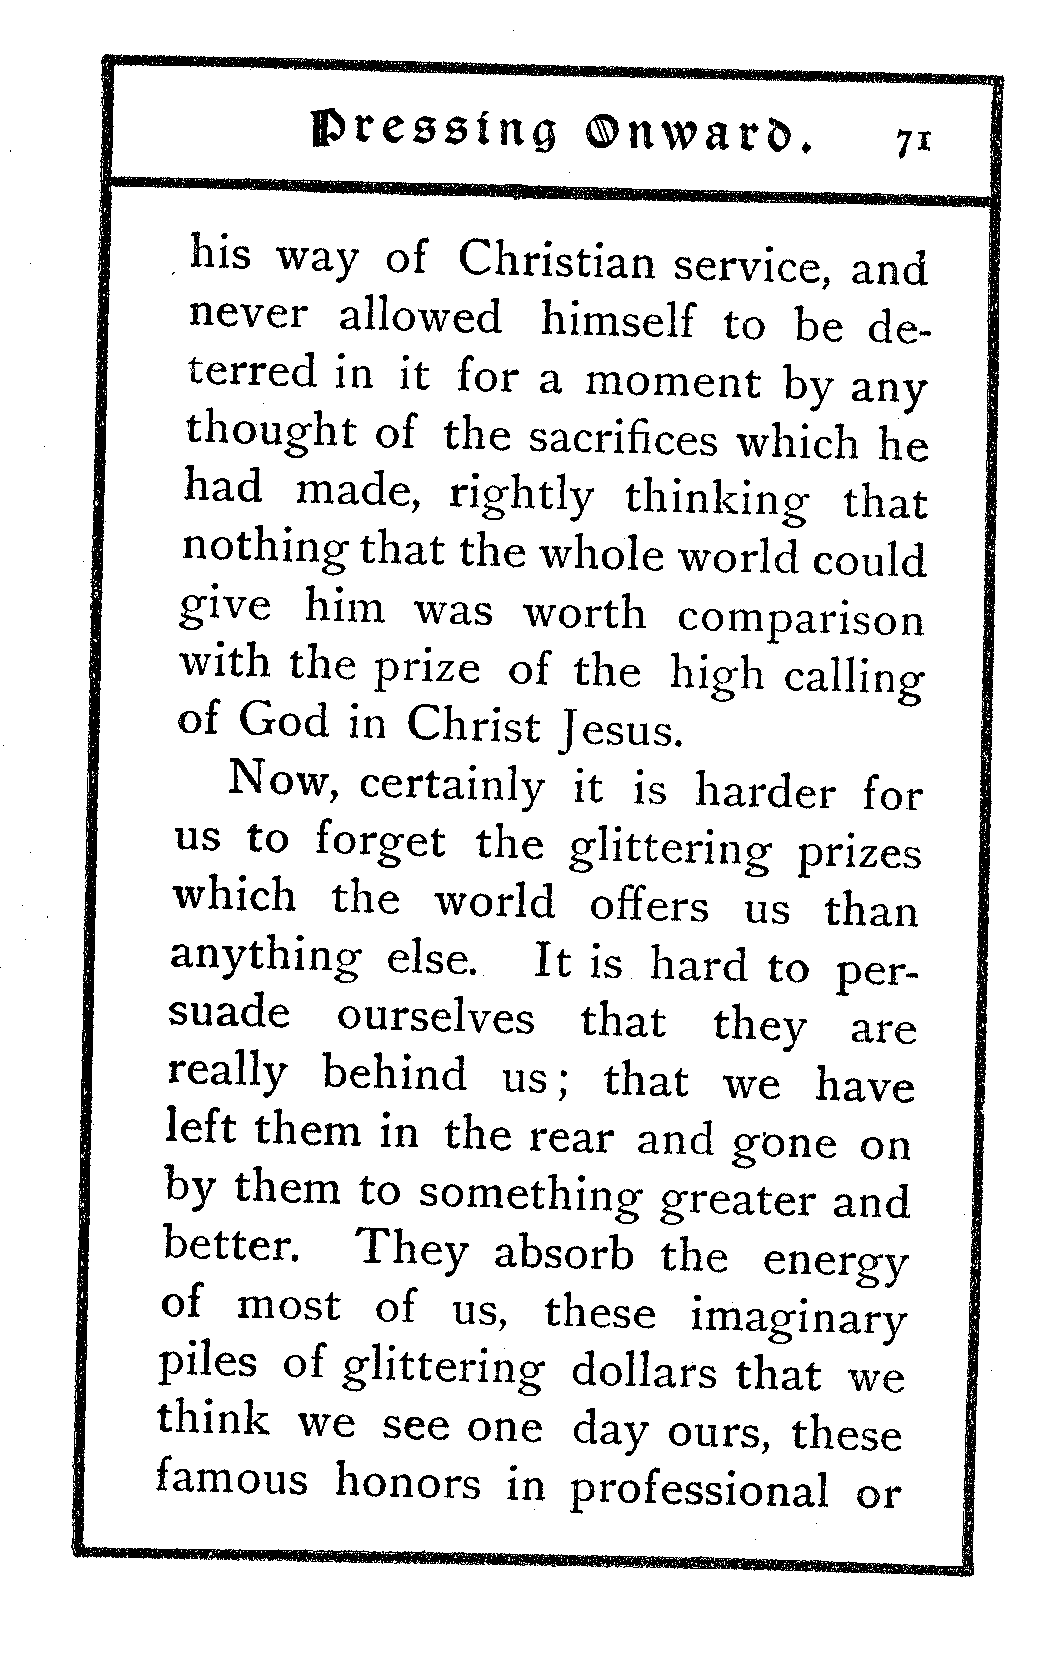 Pressing Onward. 71
his way of Christian service, and
never allowed himself to be de-
terred in it for a moment by any
thought of the sacrifices which he
had made, rightly thinking that
nothing that the whole world could
give him was worth comparison
with the prize of the high calling
of God in Christ Jesus.
Now, certainly it is harder for
us to forget the glittering prizes
which the world offers us than
anything else. It is hard to per-
suade ourselves that they are
really behind us; that we have
left them in the rear and gone on
by them to something greater and
better. They absorb the energy
of most of us, these imaginary
piles of glittering dollars that we
think we see one day ours, these
famous honors in professional or